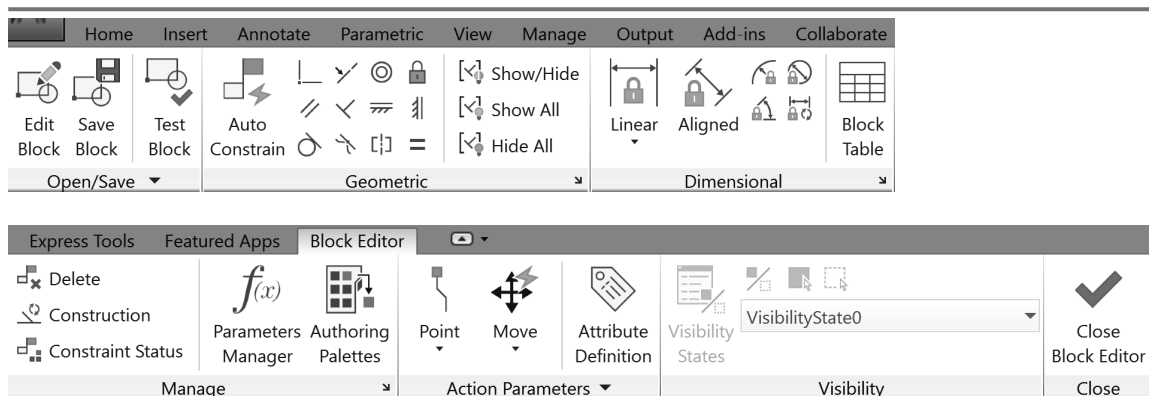 Home Insert Annotate Parametric View Manage Output Add-ins Collaborate
Show/Hide
Show All
Hide All
Edit Block
Save Block
Test Block
Auto Constrain
Linear
Aligned
Block Table
Open/Save
Geometric
Dimensional
Express Tools Featured Apps Block Editor
Delete
Construction
Constraint Status
f(x)
Parameters Manager
Authoring Palettes
Point
Move
Attribute Definition
Visibility States
VisibilityState0
Close Block Editor
Manage
Action Parameters
Visibility
Close